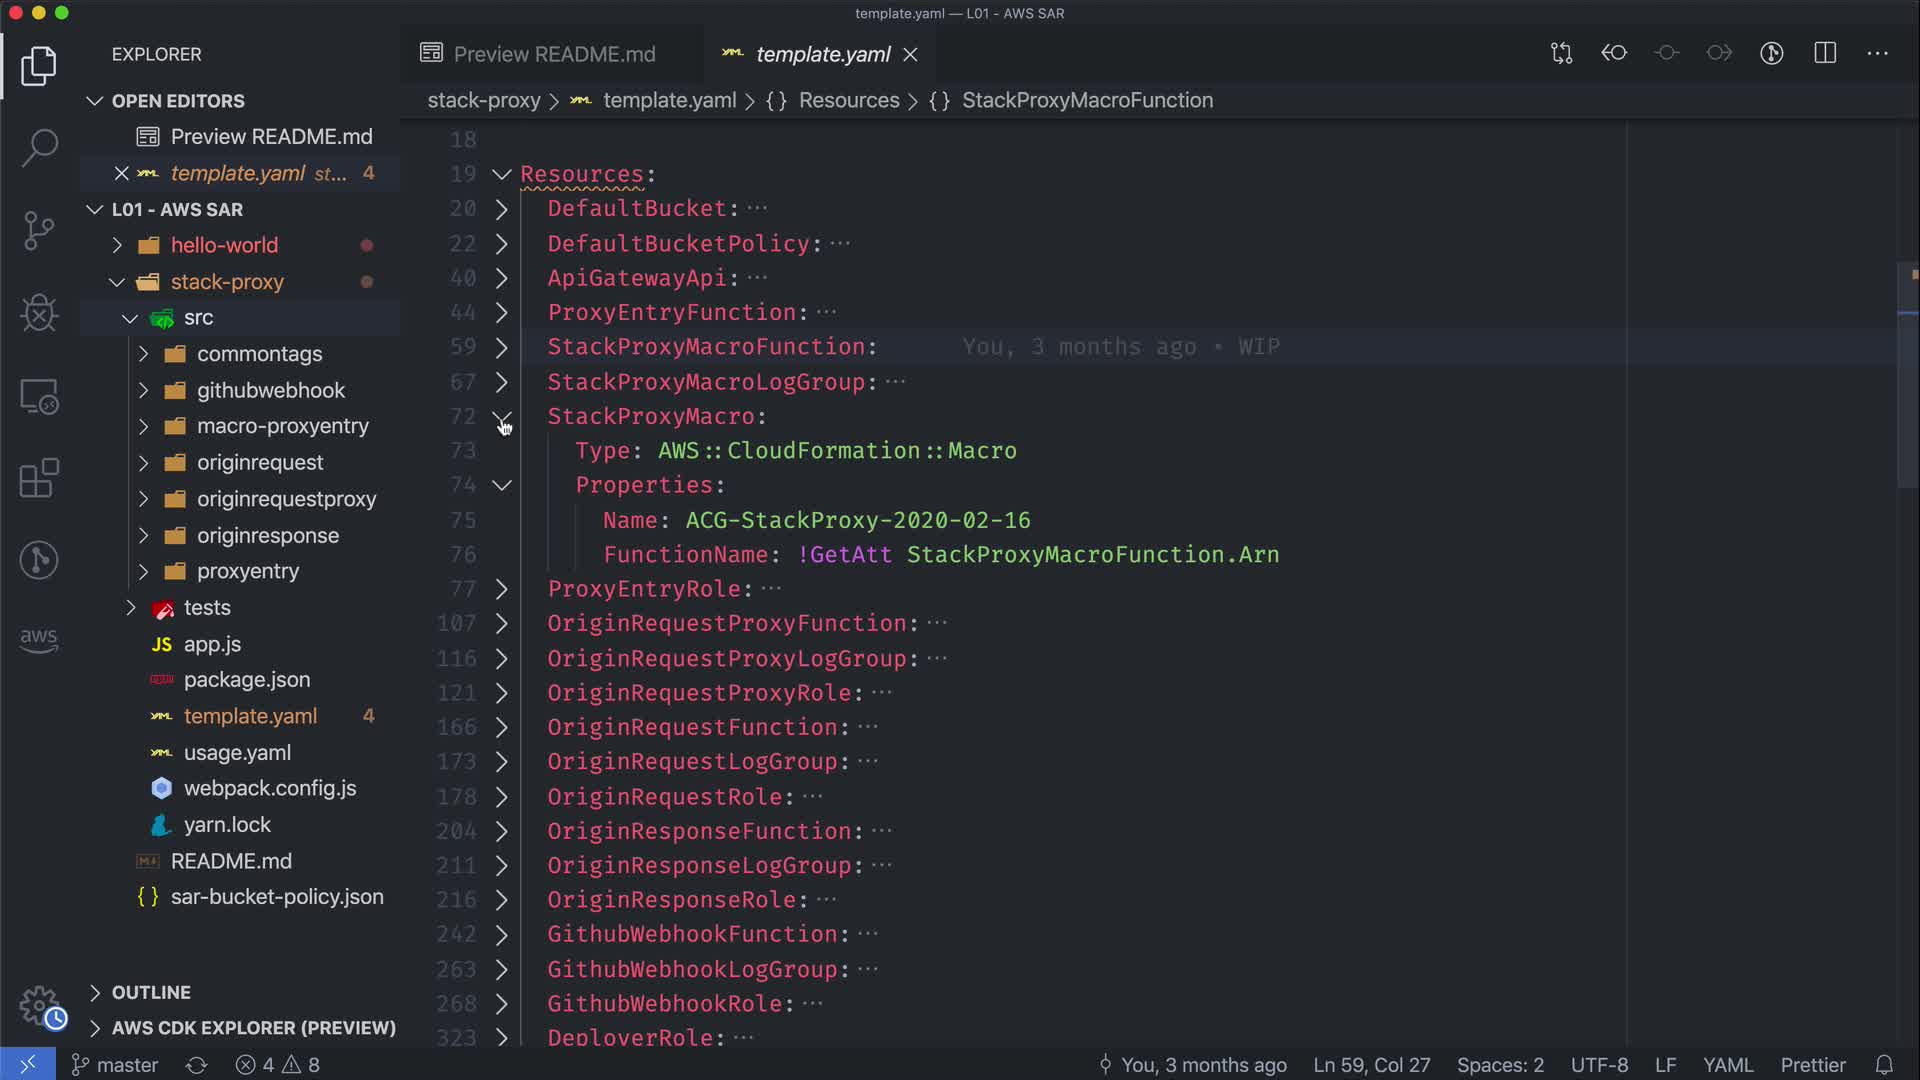 template.yaml — L01 - AWS SAR
EXPLORER
OPEN EDITORS
Preview README.md
template.yaml st... 4
L01 - AWS SAR
hello-world
stack-proxy
src
commontags
githubwebhook
macro-proxyentry
originrequest
originrequestproxy
originresponse
proxyentry
tests
JS app.js
package.json
YAML template.yaml 4
YAML usage.yaml
webpack.config.js
yarn.lock
README.md
{ } sar-bucket-policy.json
OUTLINE
AWS CDK EXPLORER (PREVIEW)
aws
Preview README.md
YAML template.yaml
stack-proxy > YAML template.yaml > {} Resources > {} StackProxyMacroFunction
18
19 Resources:
20 DefaultBucket:···
22 DefaultBucketPolicy:···
40 ApiGatewayApi:···
44 ProxyEntryFunction:···
59 StackProxyMacroFunction: You, 3 months ago • WIP
67 StackProxyMacroLogGroup:···
72 StackProxyMacro:
73 Type: AWS::CloudFormation::Macro
74 Properties:
75 Name: ACG-StackProxy-2020-02-16
76 FunctionName: !GetAtt StackProxyMacroFunction.Arn
77 ProxyEntryRole:···
107 OriginRequestProxyFunction:···
116 OriginRequestProxyLogGroup:···
121 OriginRequestProxyRole:···
166 OriginRequestFunction:···
173 OriginRequestLogGroup:···
178 OriginRequestRole:···
204 OriginResponseFunction:···
211 OriginResponseLogGroup:···
216 OriginResponseRole:···
242 GithubWebhookFunction:···
263 GithubWebhookLogGroup:···
268 GithubWebhookRole:···
323 DeployerRole:···
master 4 8 You, 3 months ago Ln 59, Col 27 Spaces: 2 UTF-8 LF YAML Prettier